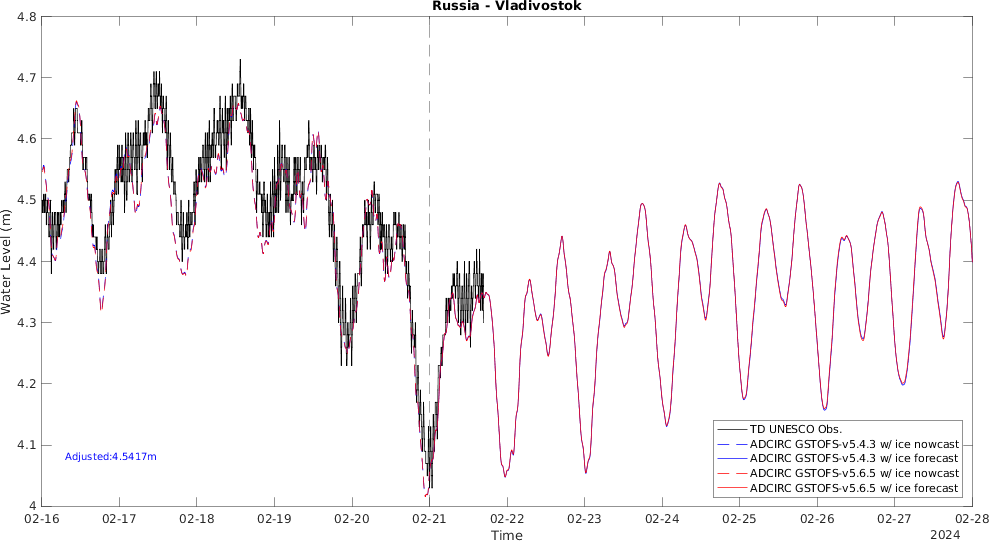 Russia - Vladivostok
4.8
4.7
4.6
4.5
4.4
4.3
4.2
4.1
4
Water Level (m)
Adjusted:4.5417m
TD UNESCO Obs.
ADCIRC GSTOFS-v5.4.3 w/ ice nowcast
ADCIRC GSTOFS-v5.4.3 w/ ice forecast
ADCIRC GSTOFS-v5.6.5 w/ ice nowcast
ADCIRC GSTOFS-v5.6.5 w/ ice forecast
02-16 02-17 02-18 02-19 02-20 02-21 02-22 02-23 02-24 02-25 02-26 02-27 02-28
Time
2024